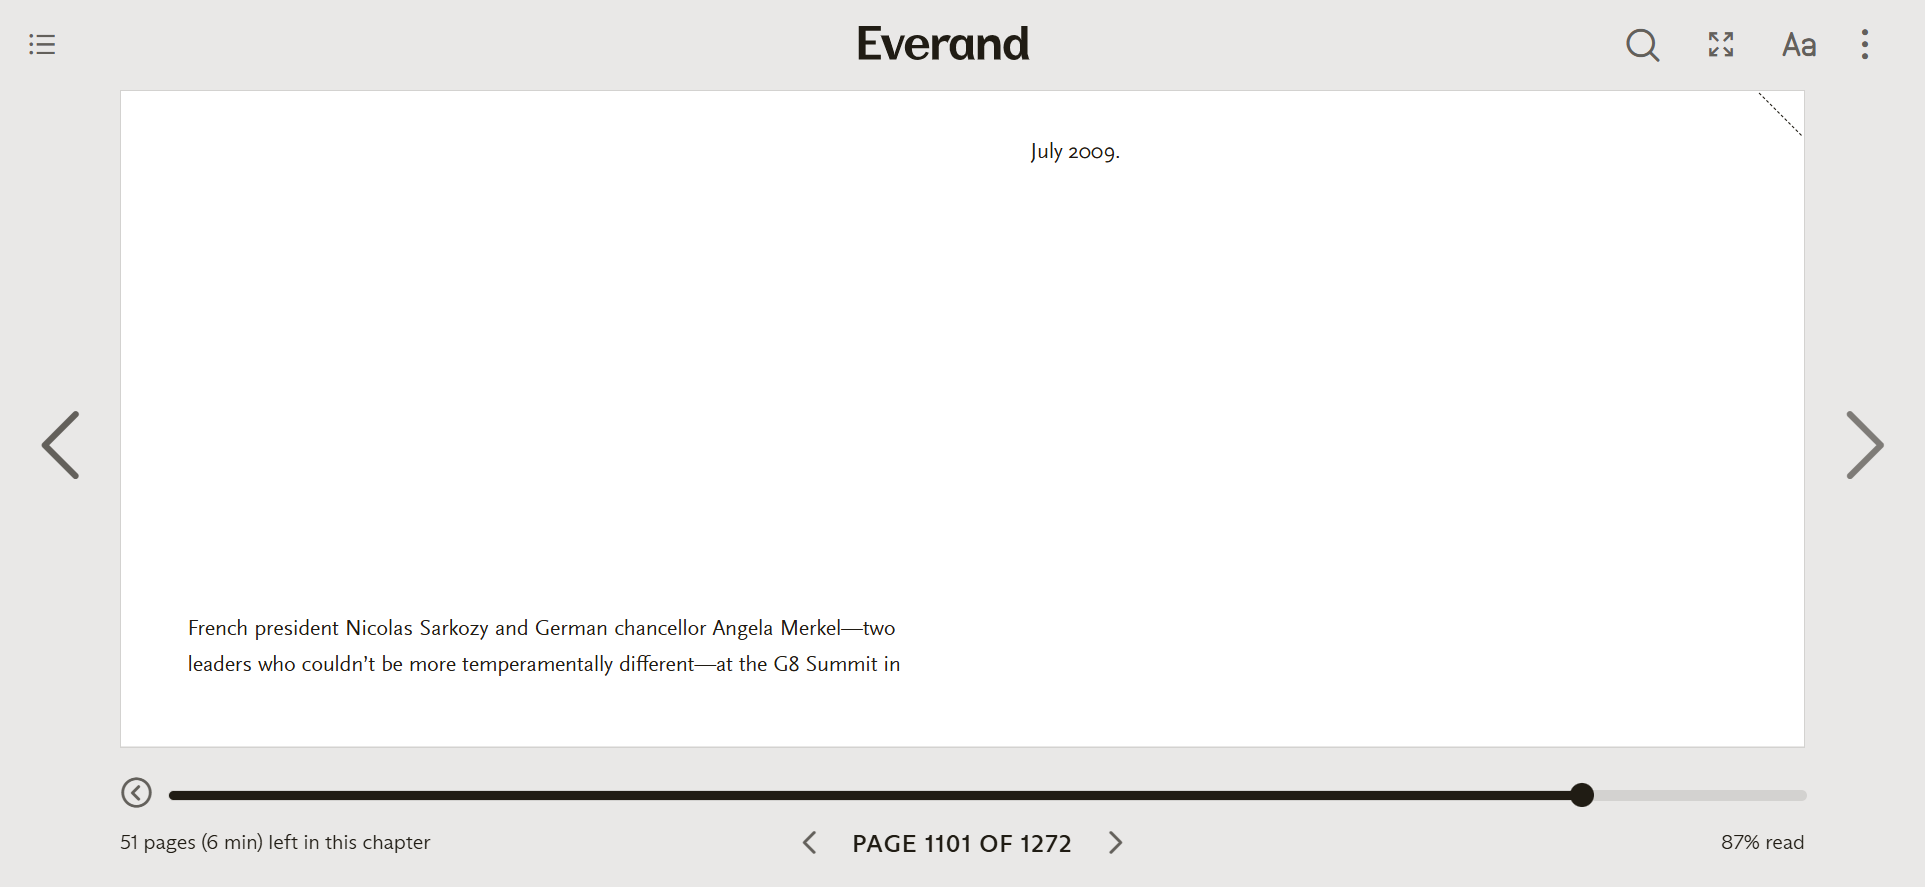 Everand
Aa
French president Nicolas Sarkozy and German chancellor Angela Merkel—two
leaders who couldn’t be more temperamentally different—at the G8 Summit in
July 2009.
51 pages (6 min) left in this chapter
PAGE 1101 OF 1272
87% read